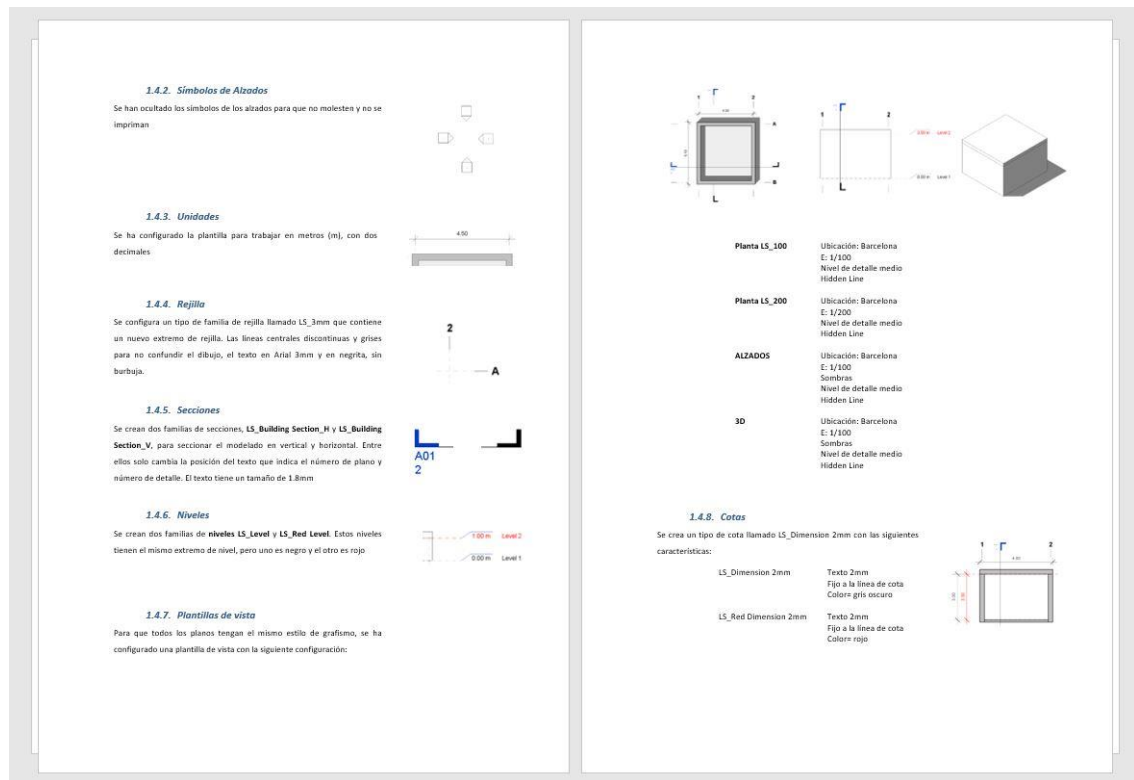 1.4.2. Símbolos de Alzados
Se han ocultado los símbolos de los alzados para que no molesten y no se
impriman
1.4.3. Unidades
Se ha configurado la plantilla para trabajar en metros (m), con dos
decimales
4.50
1.4.4. Rejilla
Se configura un tipo de familia de rejilla llamado LS_3mm que contiene
un nuevo extremo de rejilla. Las líneas centrales discontinuas y grises
para no confundir el dibujo, el texto en Arial 3mm y en negrita, sin
burbuja.
2
A
1.4.5. Secciones
Se crean dos familias de secciones, LS_Building Section_H y LS_Building
Section_V, para seccionar el modelado en vertical y horizontal. Entre
ellos solo cambia la posición del texto que indica el número de plano y
número de detalle. El texto tiene un tamaño de 1.8mm
A01
2
1.4.6. Niveles
Se crean dos familias de niveles LS_Level y LS_Red Level. Estos niveles
tienen el mismo extremo de nivel, pero uno es negro y el otro es rojo
1.00 m Level 2
0.00 m Level 1
1.4.7. Plantillas de vista
Para que todos los planos tengan el mismo estilo de grafismo, se ha
configurado una plantilla de vista con la siguiente configuración:
1 2
A
B
1 2
Level 2
0.00 m Level 1
Planta LS_100 Ubicación: Barcelona
E: 1/100
Nivel de detalle medio
Hidden Line
Planta LS_200 Ubicación: Barcelona
E: 1/200
Nivel de detalle medio
Hidden Line
ALZADOS Ubicación: Barcelona
E: 1/100
Sombras
Nivel de detalle medio
Hidden Line
3D Ubicación: Barcelona
E: 1/100
Sombras
Nivel de detalle medio
Hidden Line
1.4.8. Cotas
Se crea un tipo de cota llamado LS_Dimension 2mm con las siguientes
características:
LS_Dimension 2mm Texto 2mm
Fijo a la línea de cota
Color= gris oscuro
LS_Red Dimension 2mm Texto 2mm
Fijo a la línea de cota
Color= rojo
1 2